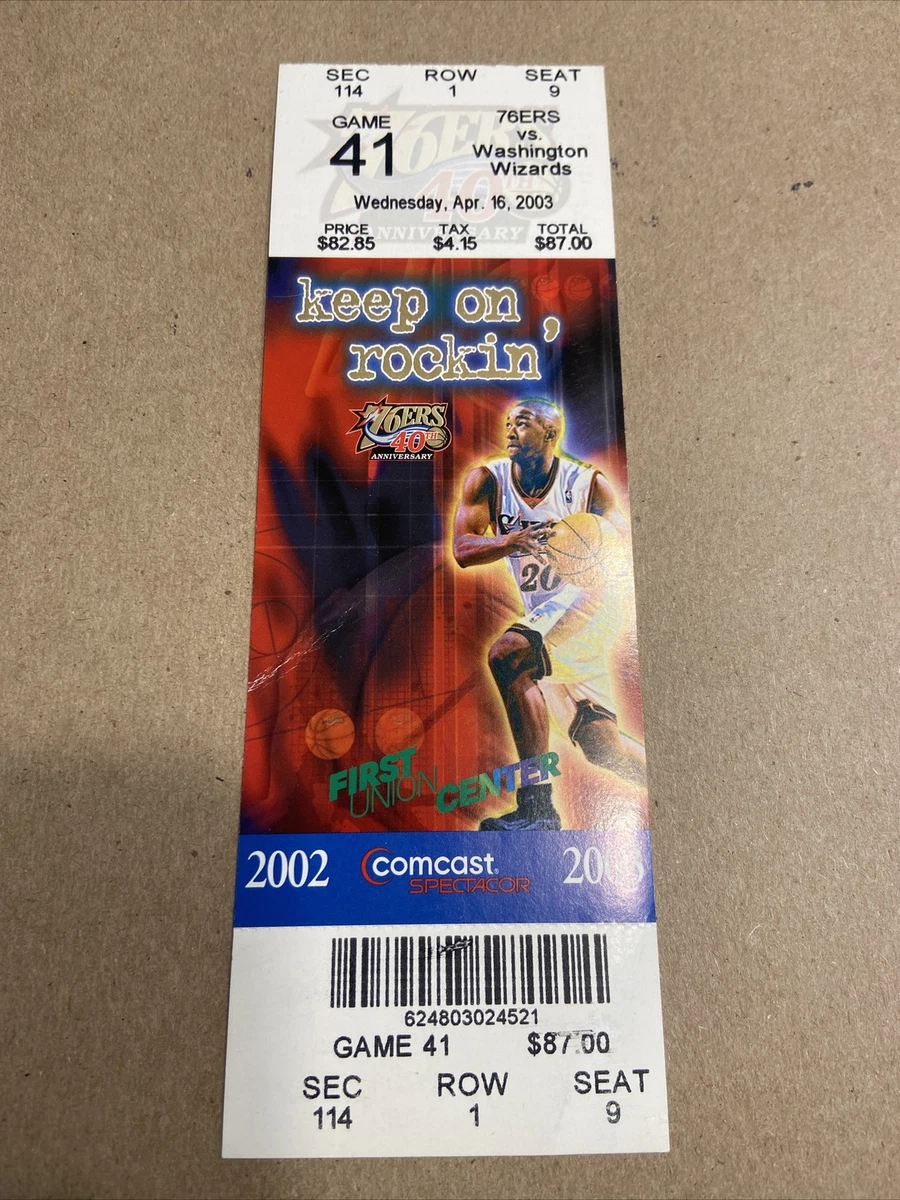 SEC ROW SEAT
114 1 9
GAME
41
76ERS
vs.
Washington
Wizards
Wednesday, Apr. 16, 2003
PRICE TAX TOTAL
$82.85 $4.15 $87.00
keep on
rockin'
76ERS
40TH
ANNIVERSARY
20
FIRST
UNION
CENTER
2002 comcast 2003
SPECTACOR
624803024521
GAME 41 $87.00
SEC ROW SEAT
114 1 9